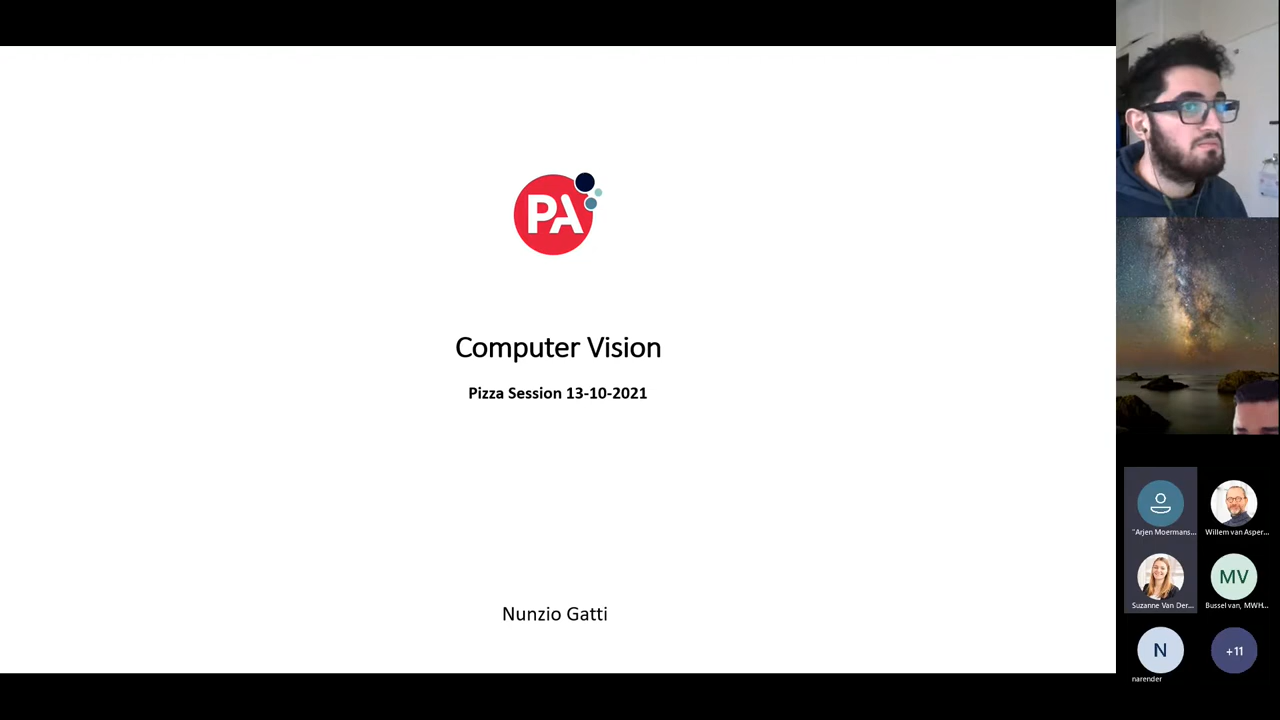 PA
Computer Vision
Pizza Session 13-10-2021
Nunzio Gatti
"Arjen Moermans...
Willem van Asper...
Suzanne Van Der...
MV
Bussel van, MWH...
N
narender
+11